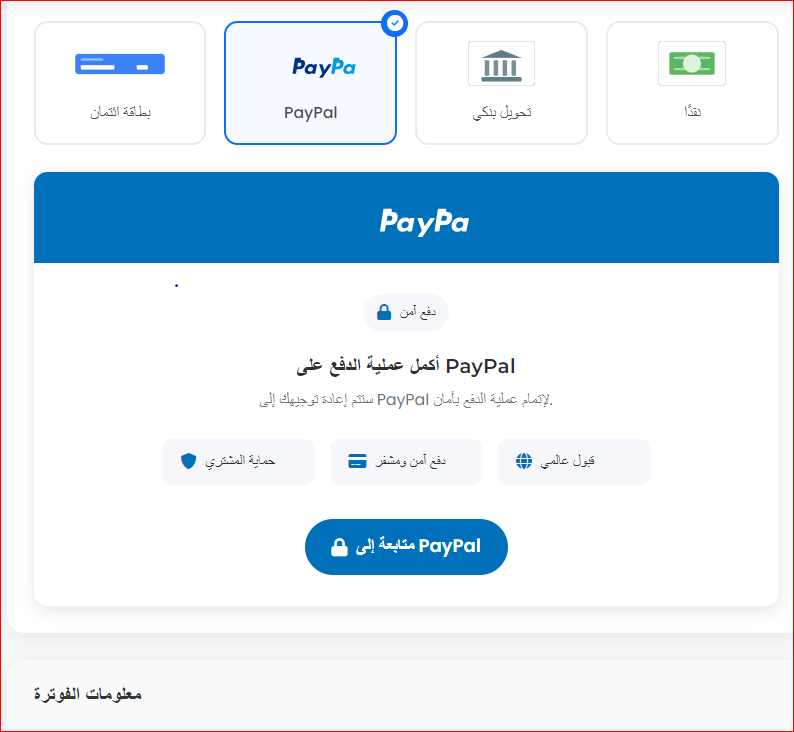 بطاقة ائتمان
PayPa
PayPal
تحويل بنكي
نقدًا
PayPa
دفع آمن
أكمل عملية الدفع على PayPal
ستتم إعادة توجيهك إلى PayPal لإتمام عملية الدفع بأمان.
حماية المشتري
دفع آمن ومشفر
قبول عالمي
متابعة إلى PayPal
معلومات الفوترة